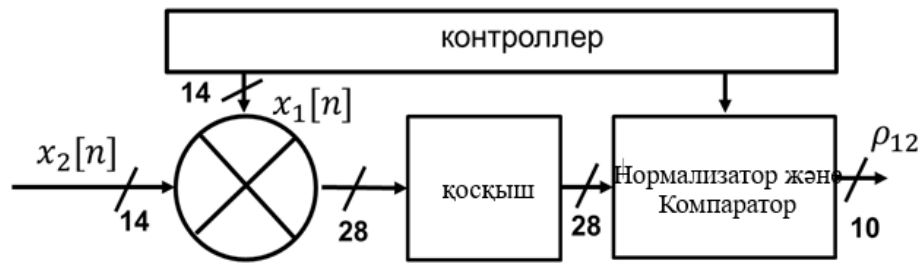 контроллер
14
x₁[n]
x₂[n]
14
28
қосқыш
28
Нормализатор және
Компаратор
ρ₁₂
10